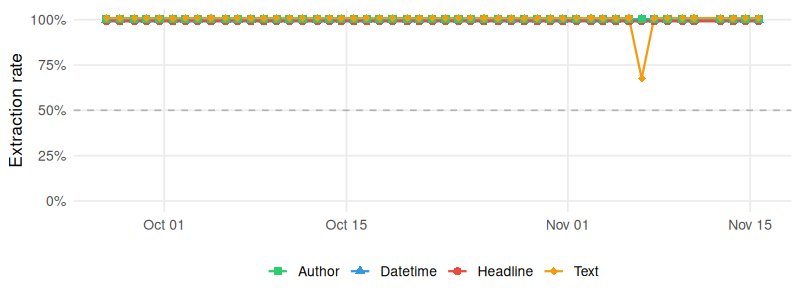 Extraction rate
100%
75%
50%
25%
0%
Oct 01 Oct 15 Nov 01 Nov 15
Author Datetime Headline Text